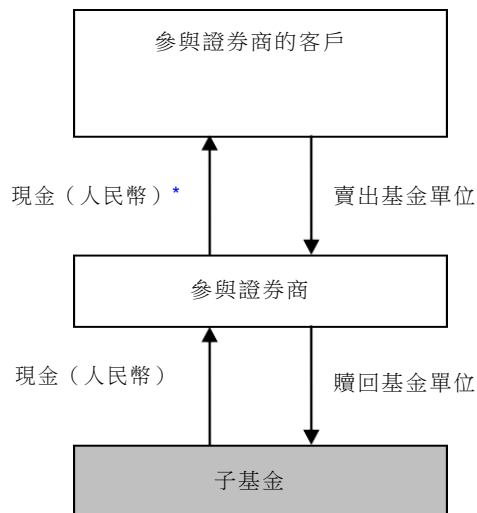 參與證券商的客戶
現金（人民幣）*
賣出基金單位
參與證券商
現金（人民幣）
贖回基金單位
子基金